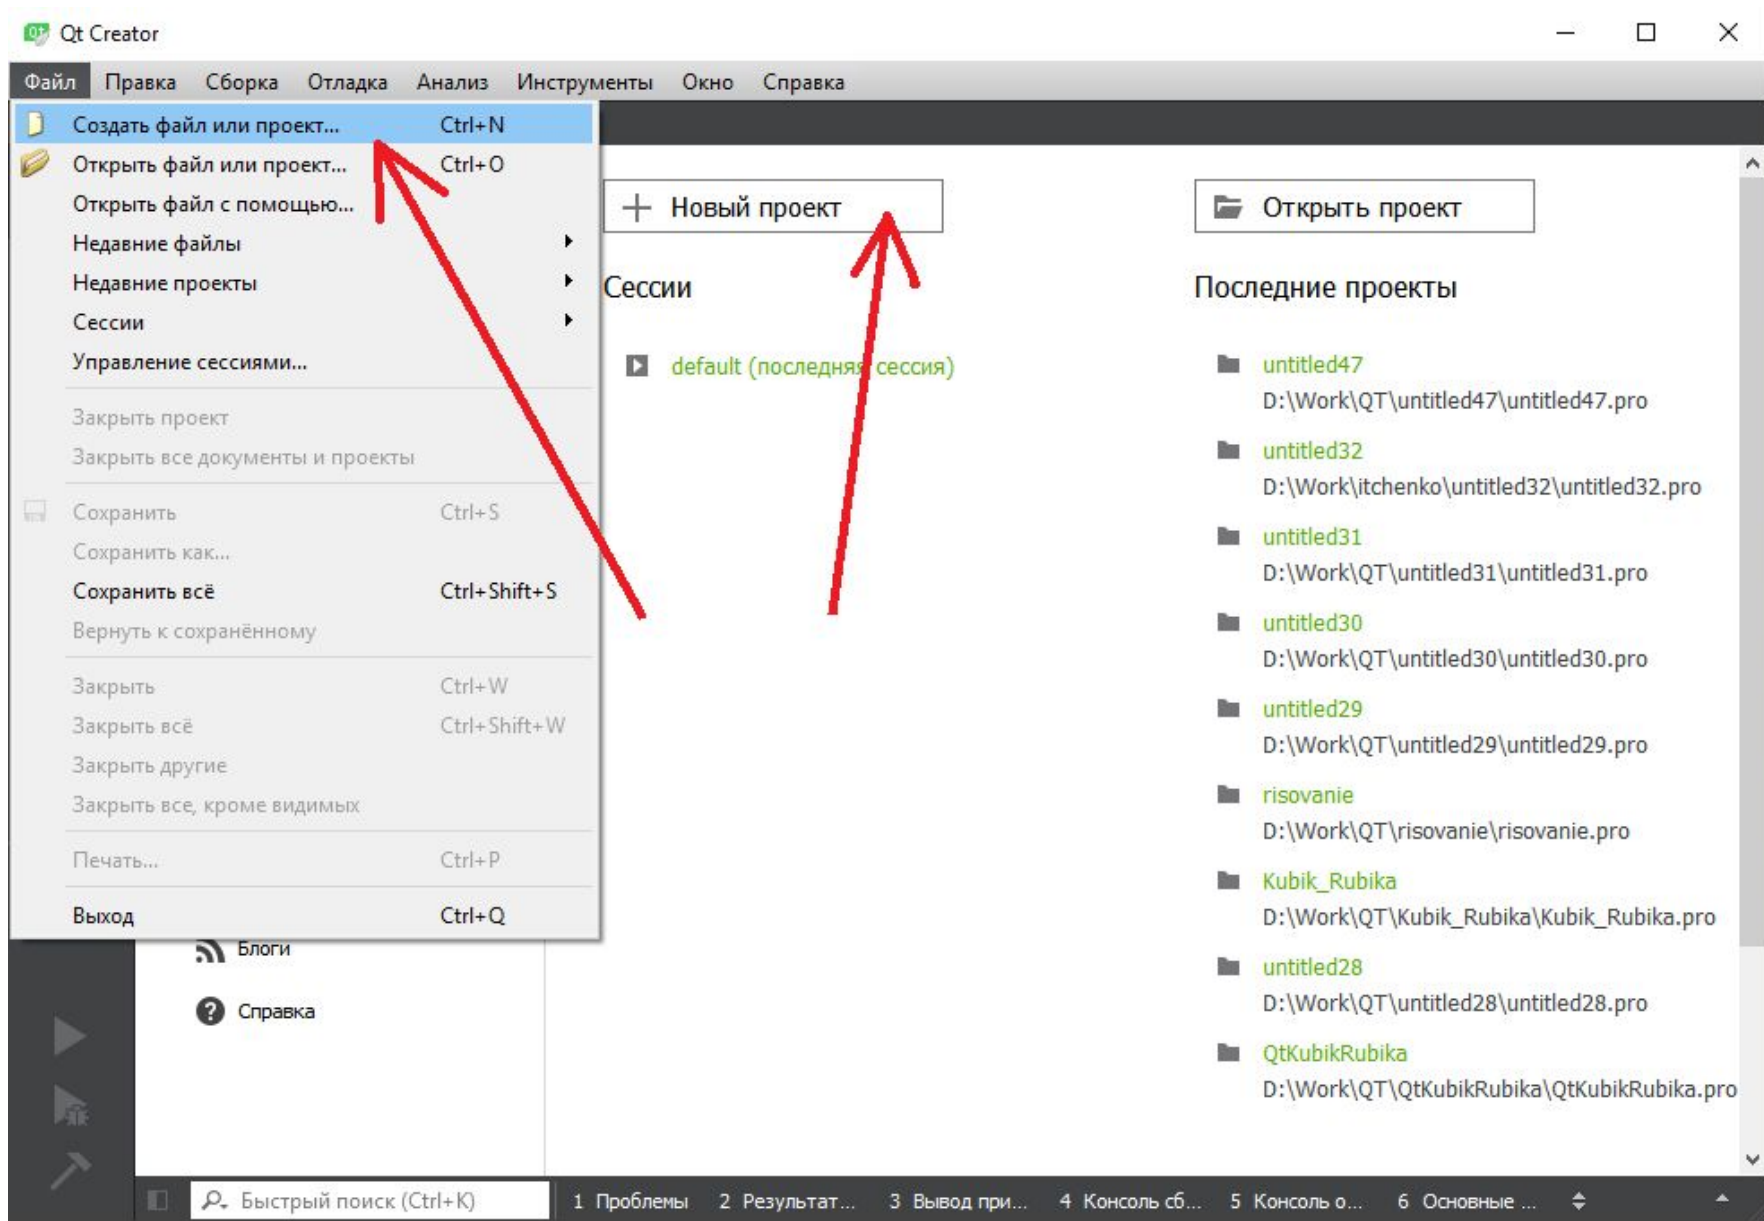 Qt Creator
Файл Правка Сборка Отладка Анализ Инструменты Окно Справка
Создать файл или проект... Ctrl+N
Открыть файл или проект... Ctrl+O
Открыть файл с помощью...
Недавние файлы
Недавние проекты
Сессии
Управление сессиями...
Закрыть проект
Закрыть все документы и проекты
Сохранить Ctrl+S
Сохранить как...
Сохранить всё Ctrl+Shift+S
Вернуть к сохранённому
Закрыть Ctrl+W
Закрыть всё Ctrl+Shift+W
Закрыть другие
Закрыть все, кроме видимых
Печать... Ctrl+P
Выход Ctrl+Q
Блоги
Справка
Новый проект
Сессии
default (последняя сессия)
Открыть проект
Последние проекты
untitled47
D:\Work\QT\untitled47\untitled47.pro
untitled32
D:\Work\itchenko\untitled32\untitled32.pro
untitled31
D:\Work\QT\untitled31\untitled31.pro
untitled30
D:\Work\QT\untitled30\untitled30.pro
untitled29
D:\Work\QT\untitled29\untitled29.pro
risovanie
D:\Work\QT\risovanie\risovanie.pro
Kubik_Rubika
D:\Work\QT\Kubik_Rubika\Kubik_Rubika.pro
untitled28
D:\Work\QT\untitled28\untitled28.pro
QtKubikRubika
D:\Work\QT\QtKubikRubika\QtKubikRubika.pro
Быстрый поиск (Ctrl+K) 1 Проблемы 2 Результат... 3 Вывод при... 4 Консоль сб... 5 Консоль о... 6 Основные ...